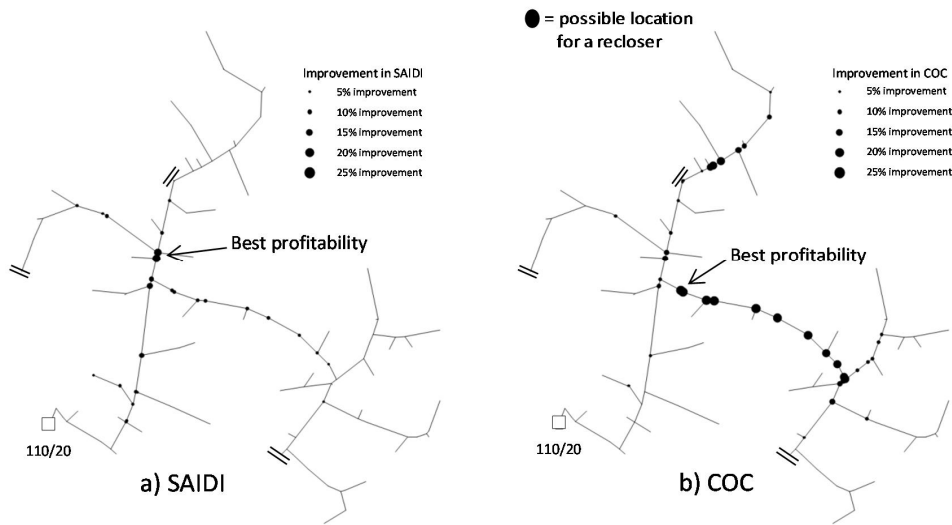 = possible location
for a recloser
Improvement in SAIDI
5% improvement
10% improvement
15% improvement
20% improvement
25% improvement
Best profitability
110/20
a) SAIDI
Improvement in COC
5% improvement
10% improvement
15% improvement
20% improvement
25% improvement
Best profitability
110/20
b) COC